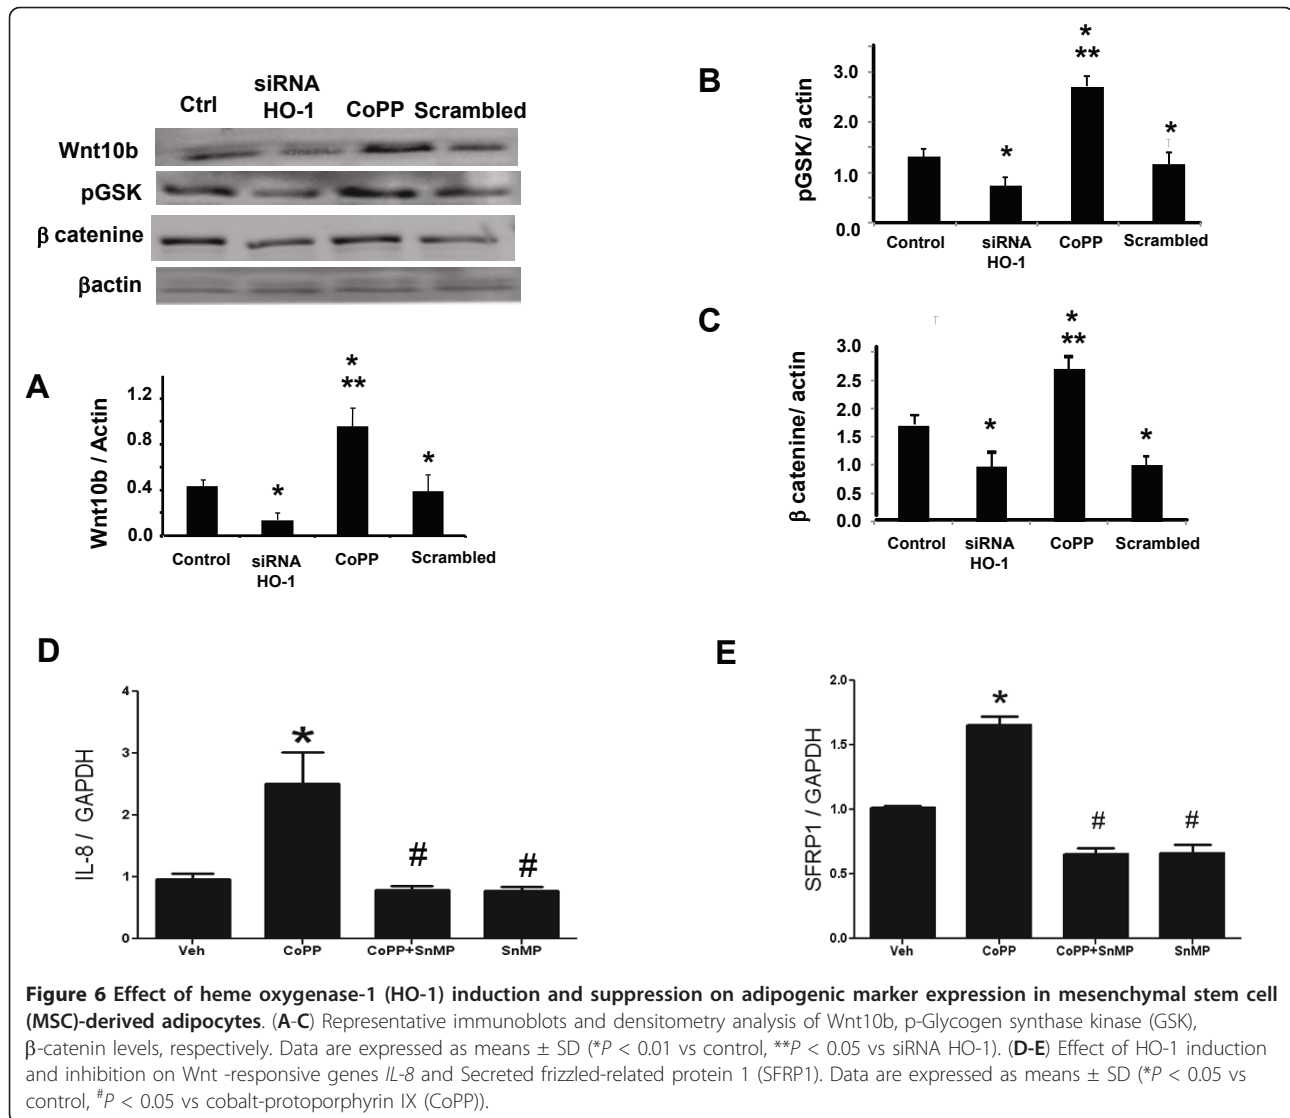 Ctrl
siRNA
HO-1
CoPP
Scrambled
Wnt10b
pGSK
β catenine
βactin
A
Wnt10b / Actin
1.2
0.8
0.4
0.0
*
*
**
*
Control
siRNA
HO-1
CoPP
Scrambled
B
pGSK/ actin
3.0
2.0
1.0
0.0
*
*
**
*
Control
siRNA
HO-1
CoPP
Scrambled
C
β catenine/ actin
3.0
2.5
2.0
1.5
1.0
0.5
0.0
*
*
**
*
Control
siRNA
HO-1
CoPP
Scrambled
D
IL-8 / GAPDH
4
3
2
1
0
*
#
#
Veh
CoPP
CoPP+SnMP
SnMP
E
SFRP1 / GAPDH
2.0
1.5
1.0
0.5
0.0
*
#
#
Veh
CoPP
CoPP+SnMP
SnMP
Figure 6 Effect of heme oxygenase-1 (HO-1) induction and suppression on adipogenic marker expression in mesenchymal stem cell
(MSC)-derived adipocytes. (A-C) Representative immunoblots and densitometry analysis of Wnt10b, p-Glycogen synthase kinase (GSK),
β-catenin levels, respectively. Data are expressed as means ± SD (*P < 0.01 vs control, **P < 0.05 vs siRNA HO-1). (D-E) Effect of HO-1 induction
and inhibition on Wnt -responsive genes IL-8 and Secreted frizzled-related protein 1 (SFRP1). Data are expressed as means ± SD (*P < 0.05 vs
control, #P < 0.05 vs cobalt-protoporphyrin IX (CoPP)).